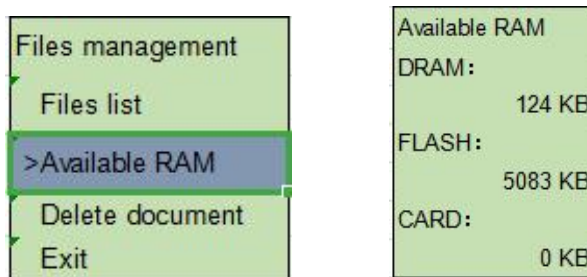 Files management
Files list
>Available RAM
Delete document
Exit
Available RAM
DRAM：
124 KB
FLASH：
5083 KB
CARD：
0 KB